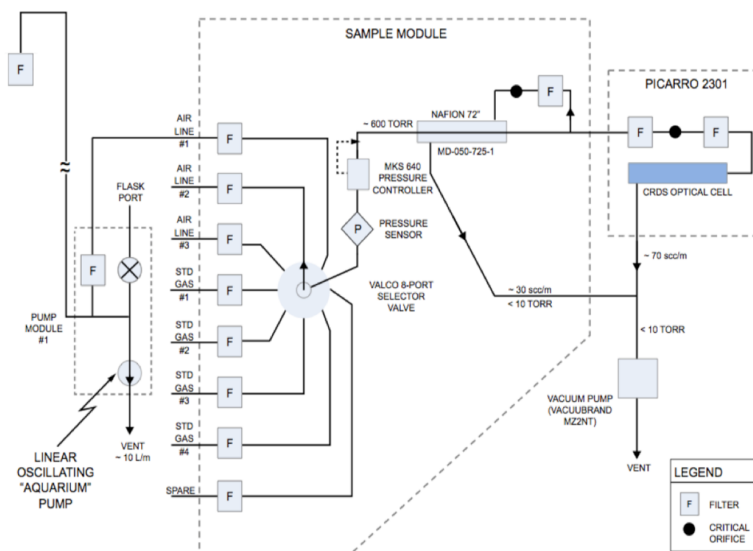 SAMPLE MODULE
PICARRO 2301
F
AIR
LINE
#1
F
NAFION 72"
~ 600 TORR
MD-050-725-1
F
F
F
CRDS OPTICAL CELL
MKS 640
PRESSURE
CONTROLLER
AIR
LINE
#2
F
FLASK
PORT
AIR
LINE
#3
F
P
PRESSURE
SENSOR
~ 70 scc/m
F
STD
GAS
#1
F
VALCO 8-PORT
SELECTOR
VALVE
~ 30 scc/m
< 10 TORR
PUMP
MODULE
#1
STD
GAS
#2
F
< 10 TORR
STD
GAS
#3
F
VACUUM PUMP
(VACUUBRAND
MZ2NT)
VENT
~ 10 L/m
LINEAR
OSCILLATING
"AQUARIUM"
PUMP
STD
GAS
#4
F
VENT
SPARE
F
LEGEND
F
FILTER
CRITICAL
ORIFICE